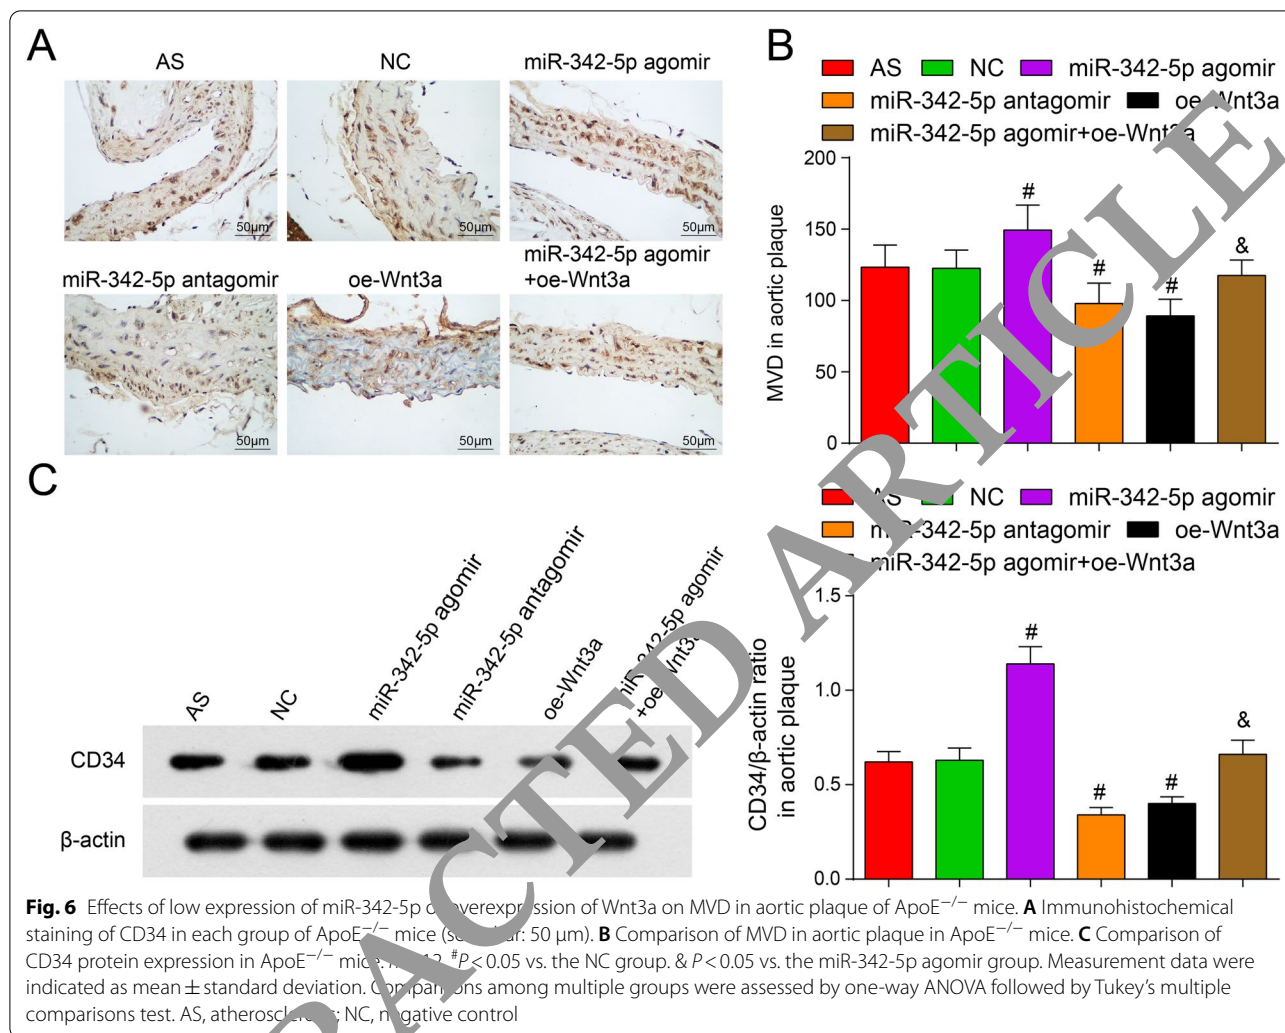 A
AS
NC
miR-342-5p agomir
50µm
50µm
50µm
miR-342-5p antagomir
oe-Wnt3a
miR-342-5p agomir
+oe-Wnt3a
50µm
50µm
50µm
B
AS NC miR-342-5p agomir
miR-342-5p antagomir oe-Wnt3a
miR-342-5p agomir+oe-Wnt3a
MVD in aortic plaque
200
150
100
50
0
# # # &
C
AS
NC
miR-342-5p agomir
miR-342-5p antagomir
oe-Wnt3a
miR-342-5p agomir
+oe-Wnt3a
CD34
β-actin
AS NC miR-342-5p agomir
miR-342-5p antagomir oe-Wnt3a
miR-342-5p agomir+oe-Wnt3a
CD34/β-actin ratio
in aortic plaque
1.5
1.0
0.5
0.0
# # # &
Fig. 6 Effects of low expression of miR-342-5p overexpression of Wnt3a on MVD in aortic plaque of ApoE−/− mice. A Immunohistochemical
staining of CD34 in each group of ApoE−/− mice (scale bar: 50 µm). B Comparison of MVD in aortic plaque in ApoE−/− mice. C Comparison of
CD34 protein expression in ApoE−/− mice. #P < 0.05 vs. the NC group. & P < 0.05 vs. the miR-342-5p agomir group. Measurement data were
indicated as mean ± standard deviation. Comparisons among multiple groups were assessed by one-way ANOVA followed by Tukey's multiple
comparisons test. AS, atherosclerosis; NC, negative control
RACTED ARTICLE